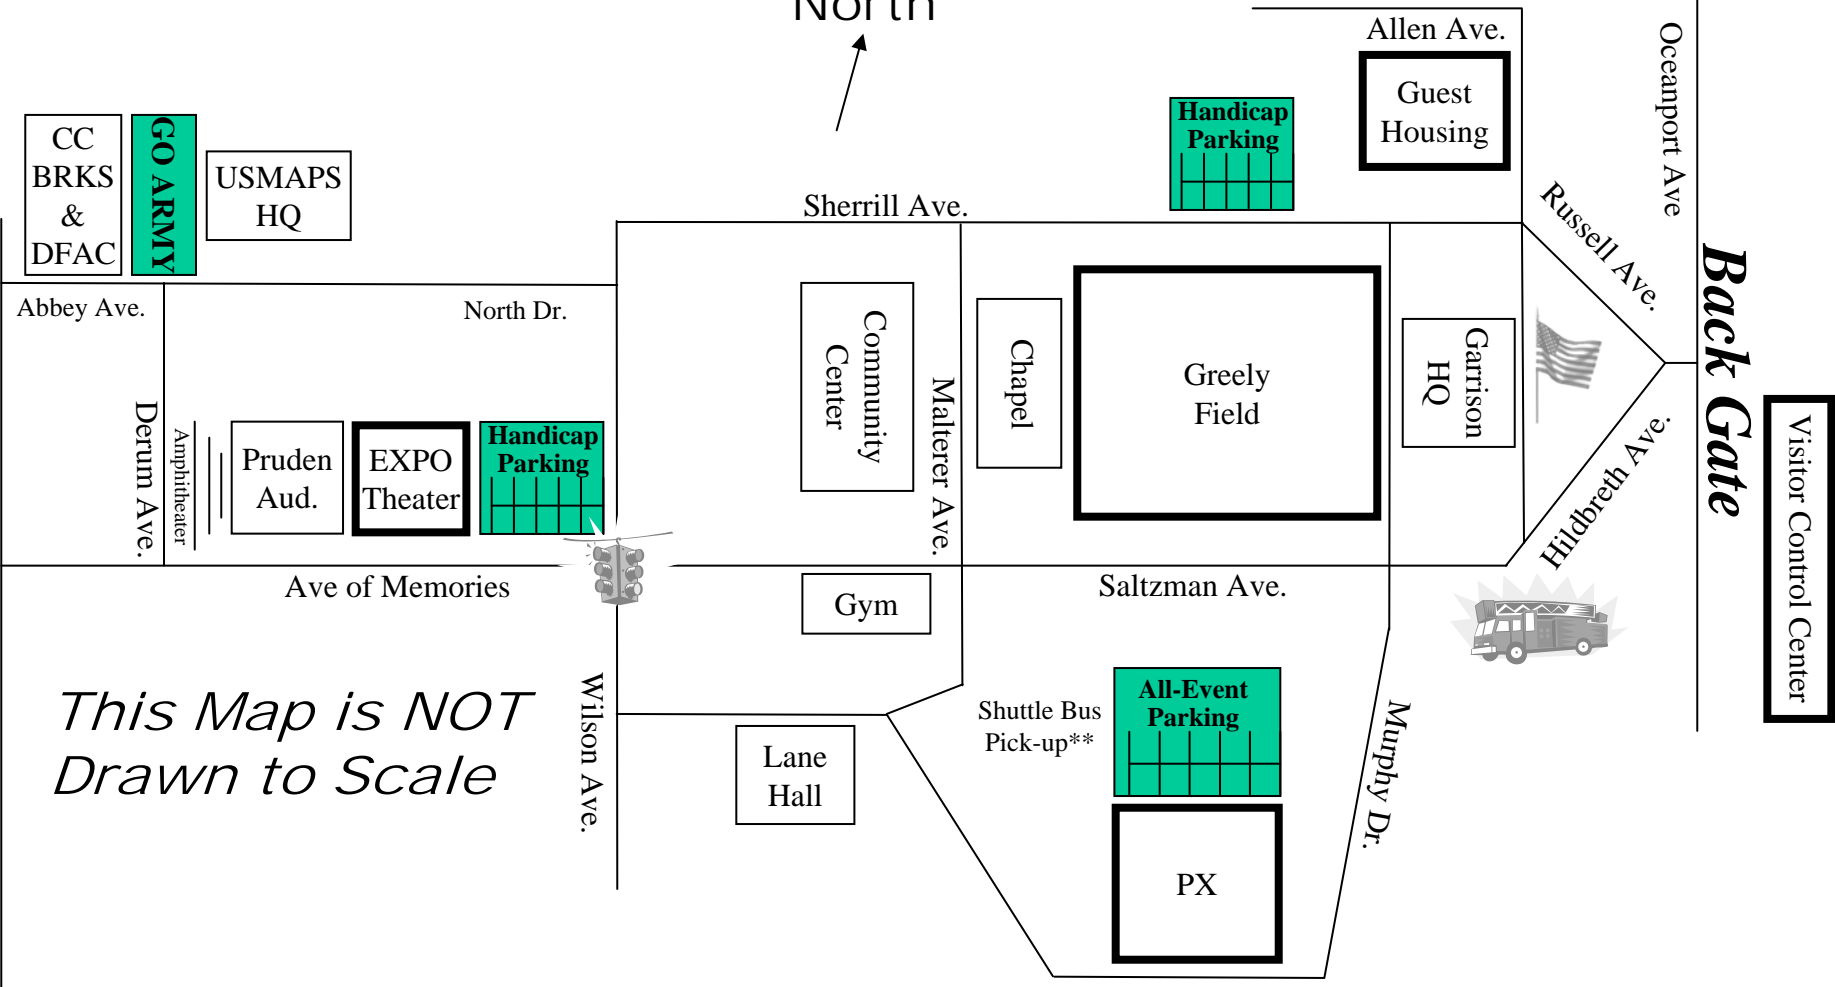 North
Allen Ave.
Oceanport Ave
Guest
Housing
Handicap
Parking
CC
BRKS
&
DFAC
GO ARMY
USMAPS
HQ
Sherrill Ave.
Russell Ave.
Back Gate
Abbey Ave.
North Dr.
Community
Center
Malterer Ave.
Chapel
Greely
Field
Garrison
HQ
Hildbreth Ave.
Visitor Control Center
Derum Ave.
Amphitheater
Pruden
Aud.
EXPO
Theater
Handicap
Parking
Ave of Memories
Gym
Saltzman Ave.
This Map is NOT
Drawn to Scale
Wilson Ave.
Lane
Hall
Shuttle Bus
Pick-up**
All-Event
Parking
Murphy Dr.
PX